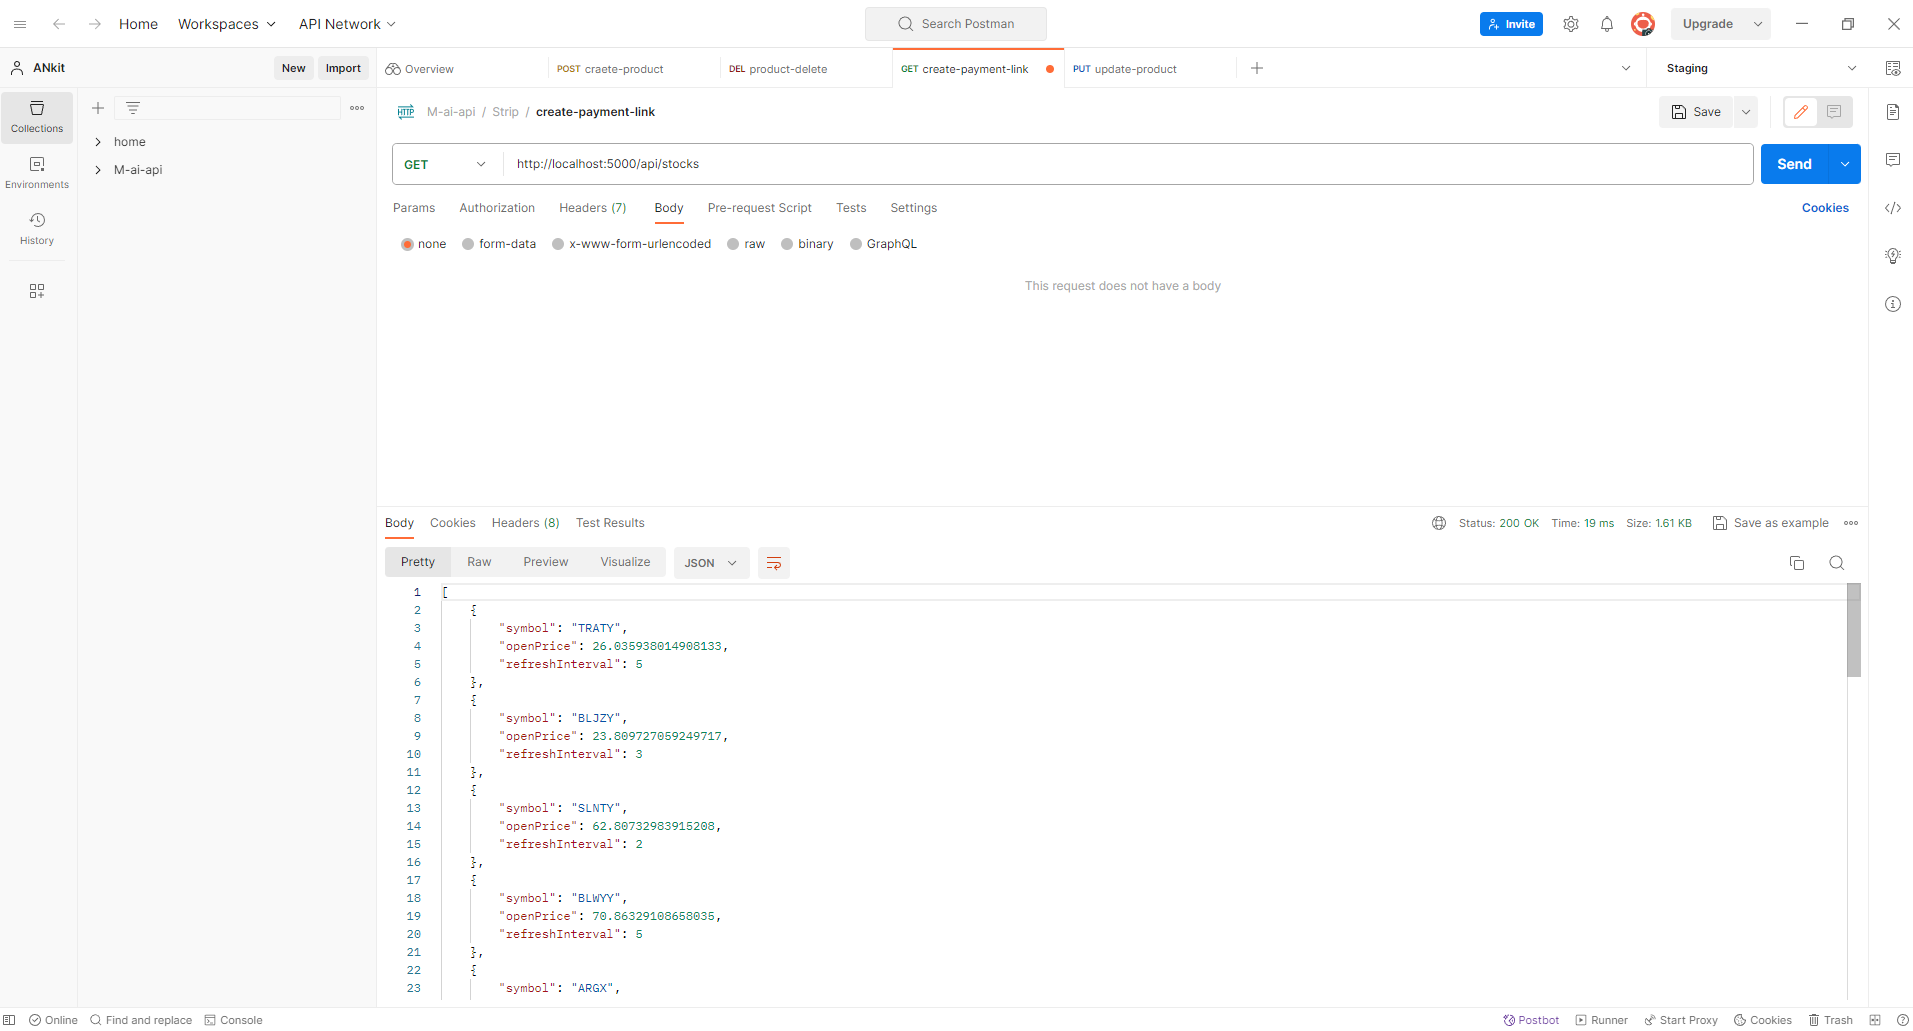 Home Workspaces API Network Search Postman Invite Upgrade
ANkit New Import Overview POST craete-product DEL product-delete GET create-payment-link PUT update-product Staging
Collections
Environments
History
home
M-ai-api
HTTP M-ai-api / Strip / create-payment-link Save
GET http://localhost:5000/api/stocks Send
Params Authorization Headers (7) Body Pre-request Script Tests Settings Cookies
none form-data x-www-form-urlencoded raw binary GraphQL
This request does not have a body
Body Cookies Headers (8) Test Results Status: 200 OK Time: 19 ms Size: 1.61 KB Save as example
Pretty Raw Preview Visualize JSON
1 [
2 {
3 "symbol": "TRATY",
4 "openPrice": 26.035938014908133,
5 "refreshInterval": 5
6 },
7 {
8 "symbol": "BLJZY",
9 "openPrice": 23.809727059249717,
10 "refreshInterval": 3
11 },
12 {
13 "symbol": "SLNTY",
14 "openPrice": 62.80732983915208,
15 "refreshInterval": 2
16 },
17 {
18 "symbol": "BLWYY",
19 "openPrice": 70.86329108658035,
20 "refreshInterval": 5
21 },
22 {
23 "symbol": "ARGX",
Online Find and replace Console Postbot Runner Start Proxy Cookies Trash